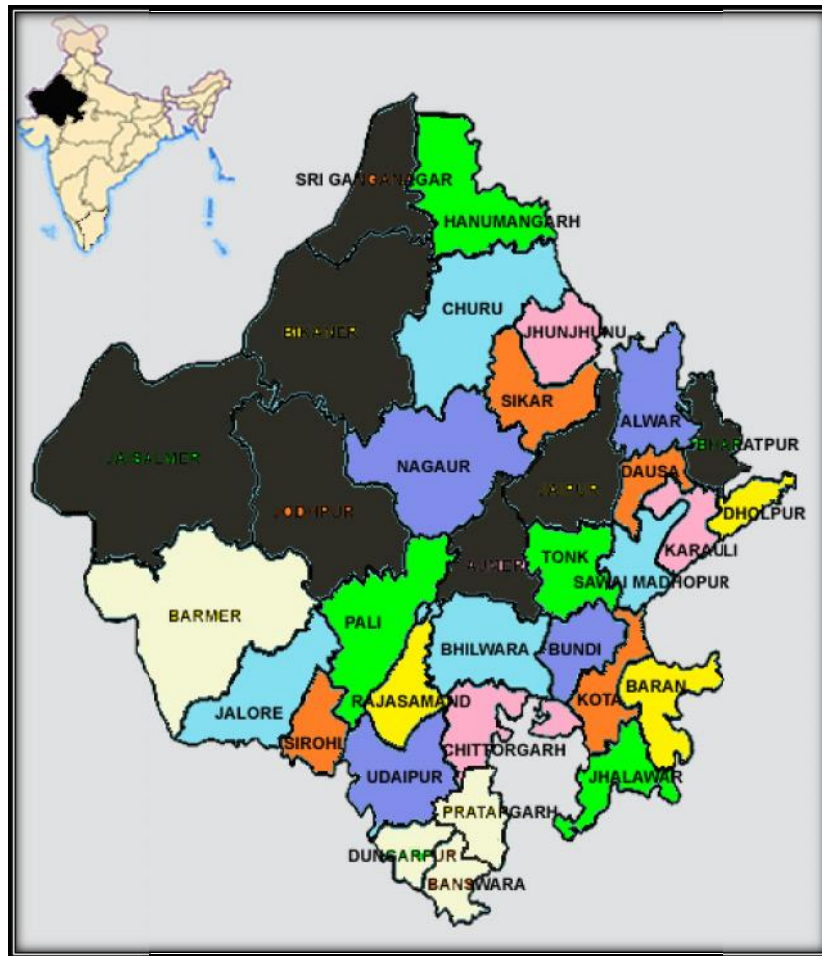 SRI GANGANAGAR
HANUMANGARH
CHURU
BIKANER
JHUNJHUNU
SIKAR
ALWAR
BHARATPUR
JAISALMER
NAGAUR
DAUSA
JAIPUR
JODHPUR
DHOLPUR
KARAULI
TONK
AJMER
SAWAI MADHOPUR
BARMER
PALI
BHILWARA
BUNDI
BARAN
RAJASAMAND
KOTA
JALORE
SIROHI
CHITTORGARH
UDAIPUR
JHALAWAR
PRATAPGARH
DUNGARPUR
BANSWARA